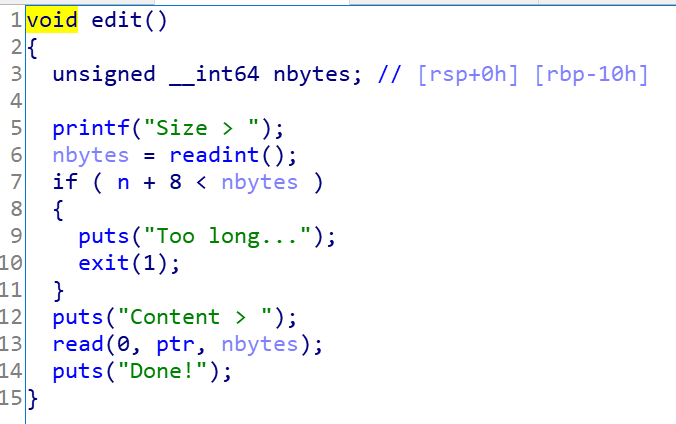 1 void edit()
2 {
3   unsigned __int64 nbytes; // [rsp+0h] [rbp-10h]
4
5   printf("Size > ");
6   nbytes = readint();
7   if ( n + 8 < nbytes )
8   {
9     puts("Too long...");
10     exit(1);
11   }
12   puts("Content > ");
13   read(0, ptr, nbytes);
14   puts("Done!");
15 }